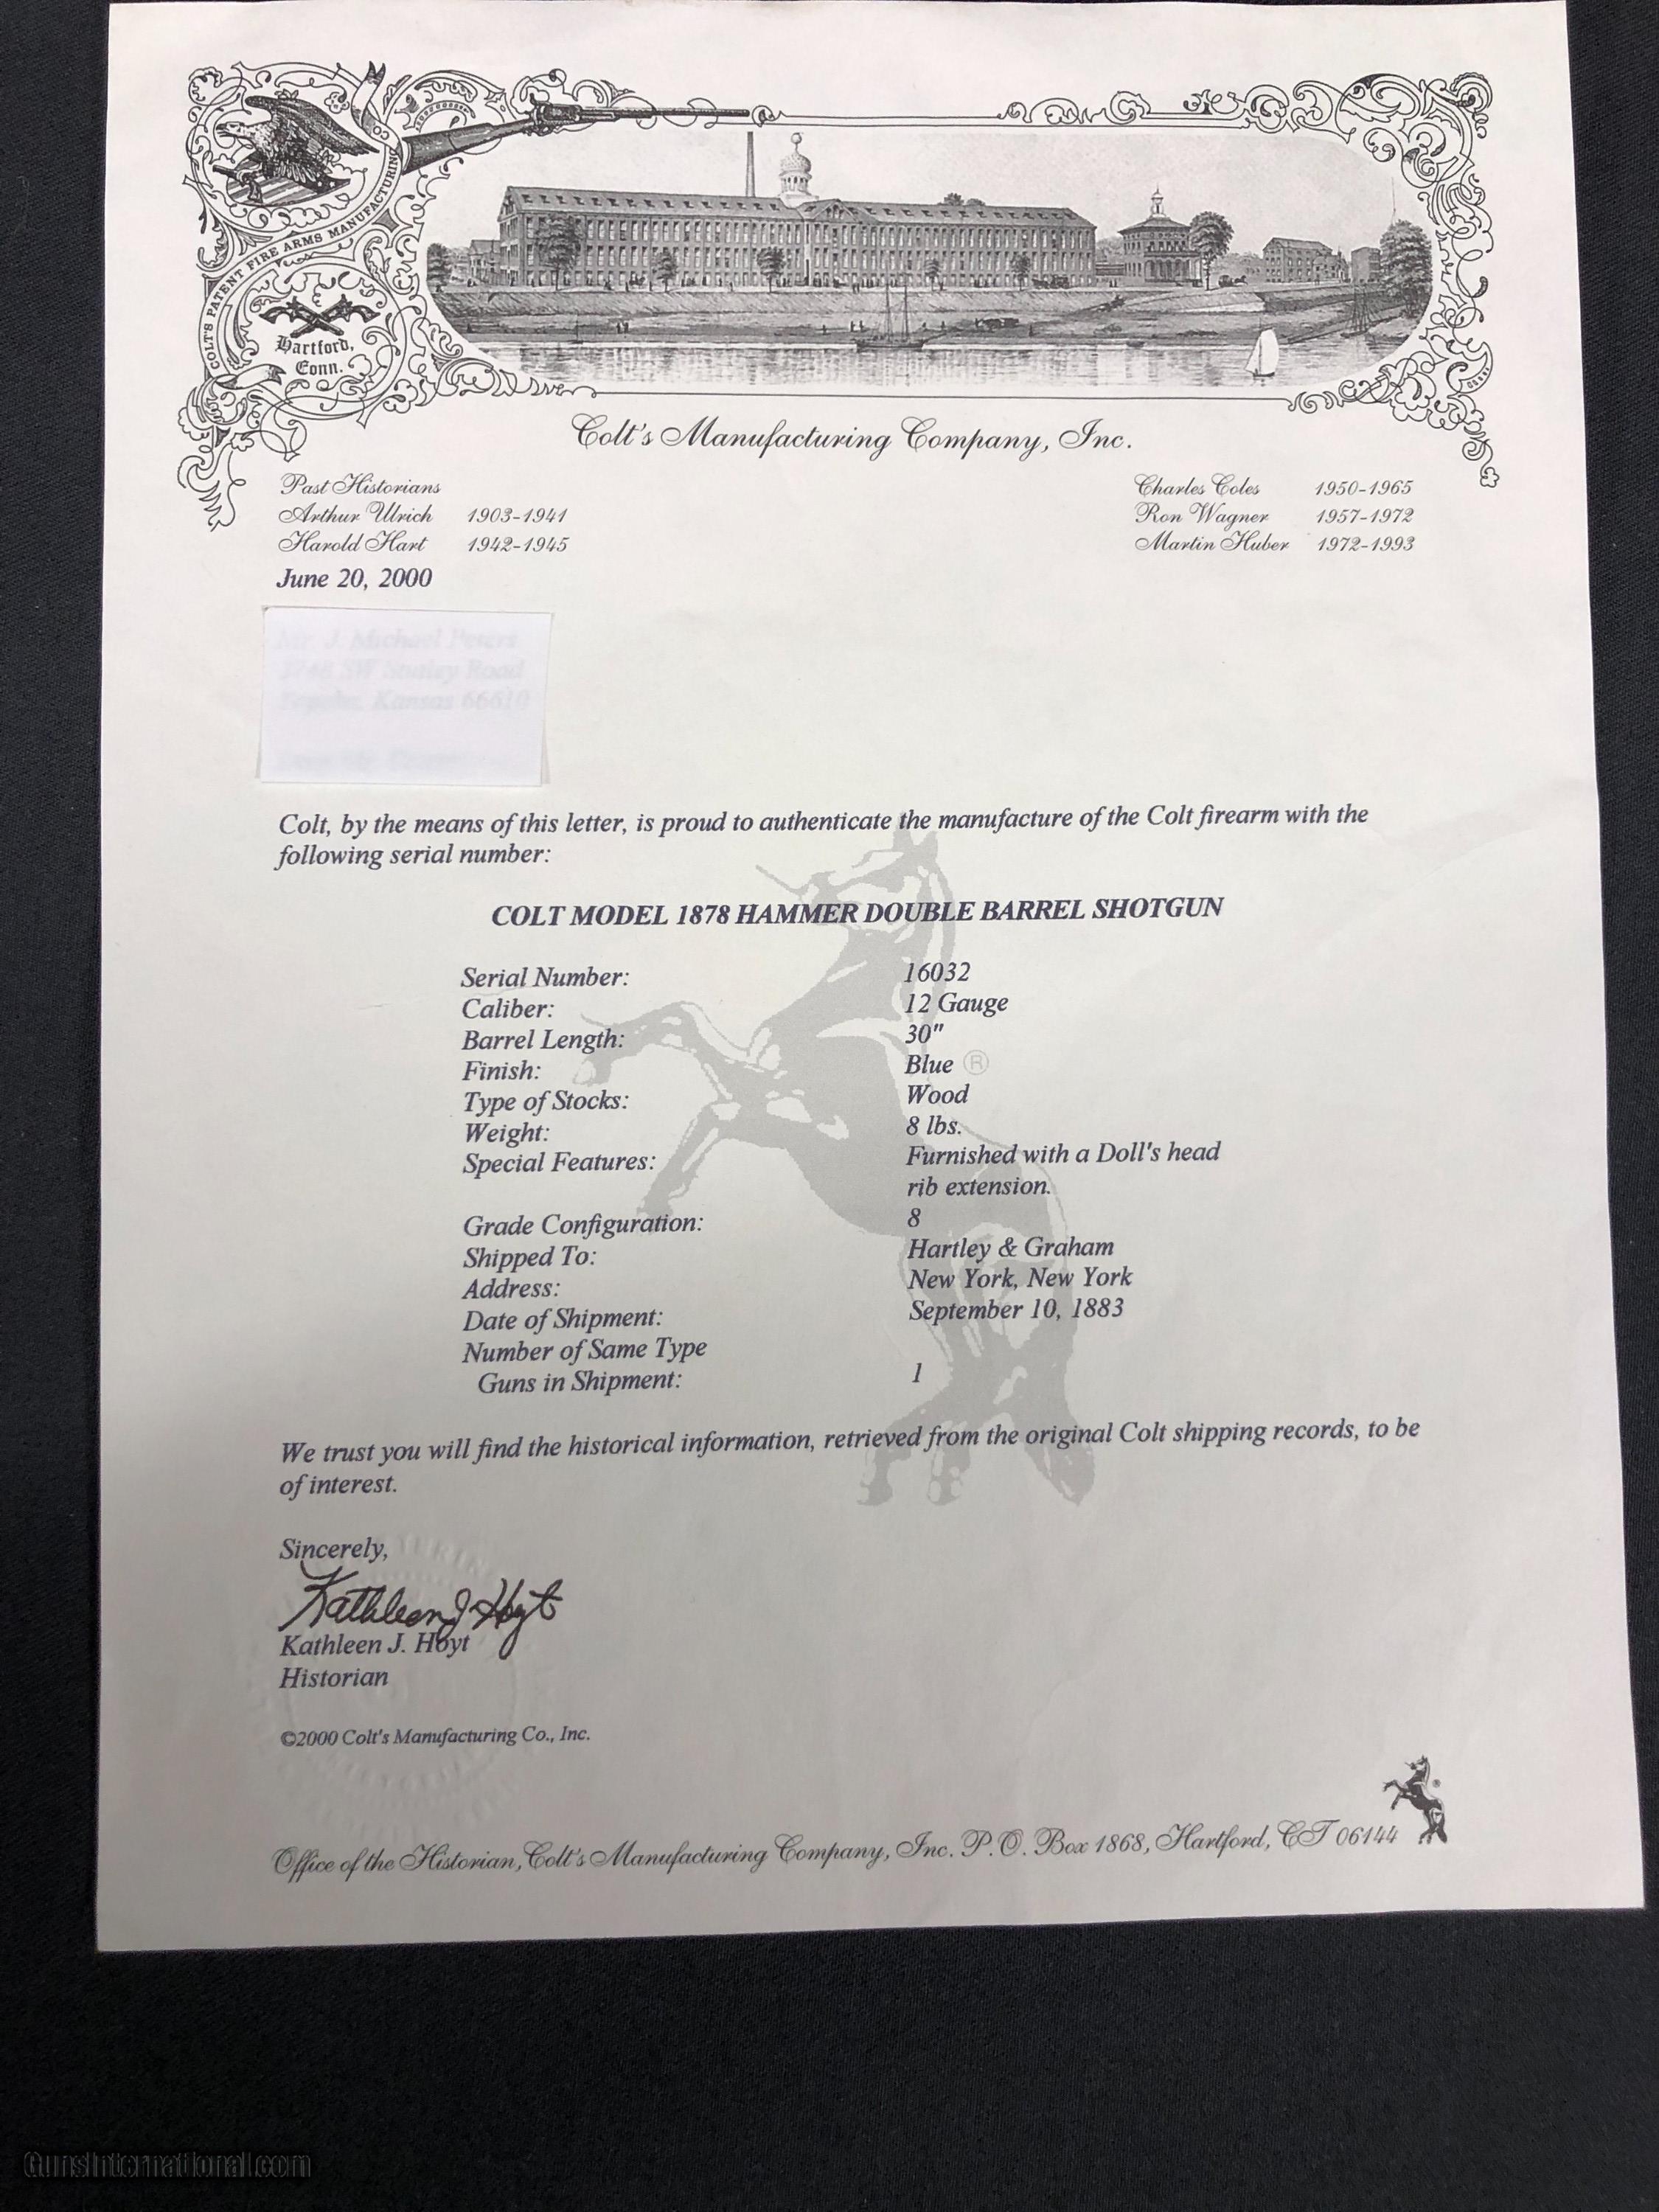 COLT'S PATENT FIRE ARMS MANUFACTURING CO
Hartford,
Conn.
Colt's Manufacturing Company, Inc.
Past Historians
Arthur Ulrich 1903-1941
Harold Hart 1942-1945
Charles Coles 1950-1965
Ron Wagner 1957-1972
Martin Huber 1972-1993
June 20, 2000
Colt, by the means of this letter, is proud to authenticate the manufacture of the Colt firearm with the
following serial number:
COLT MODEL 1878 HAMMER DOUBLE BARREL SHOTGUN
Serial Number: 16032
Caliber: 12 Gauge
Barrel Length: 30"
Finish: Blue ®
Type of Stocks: Wood
Weight: 8 lbs.
Special Features: Furnished with a Doll's head
rib extension.
Grade Configuration: 8
Shipped To: Hartley & Graham
Address: New York, New York
Date of Shipment: September 10, 1883
Number of Same Type
Guns in Shipment: 1
We trust you will find the historical information, retrieved from the original Colt shipping records, to be
of interest.
Sincerely,
Kathleen J Hoyt
Kathleen J. Hoyt
Historian
©2000 Colt's Manufacturing Co., Inc.
Office of the Historian, Colt's Manufacturing Company, Inc. P.O. Box 1868, Hartford, CT 06144
GunsInternational.com